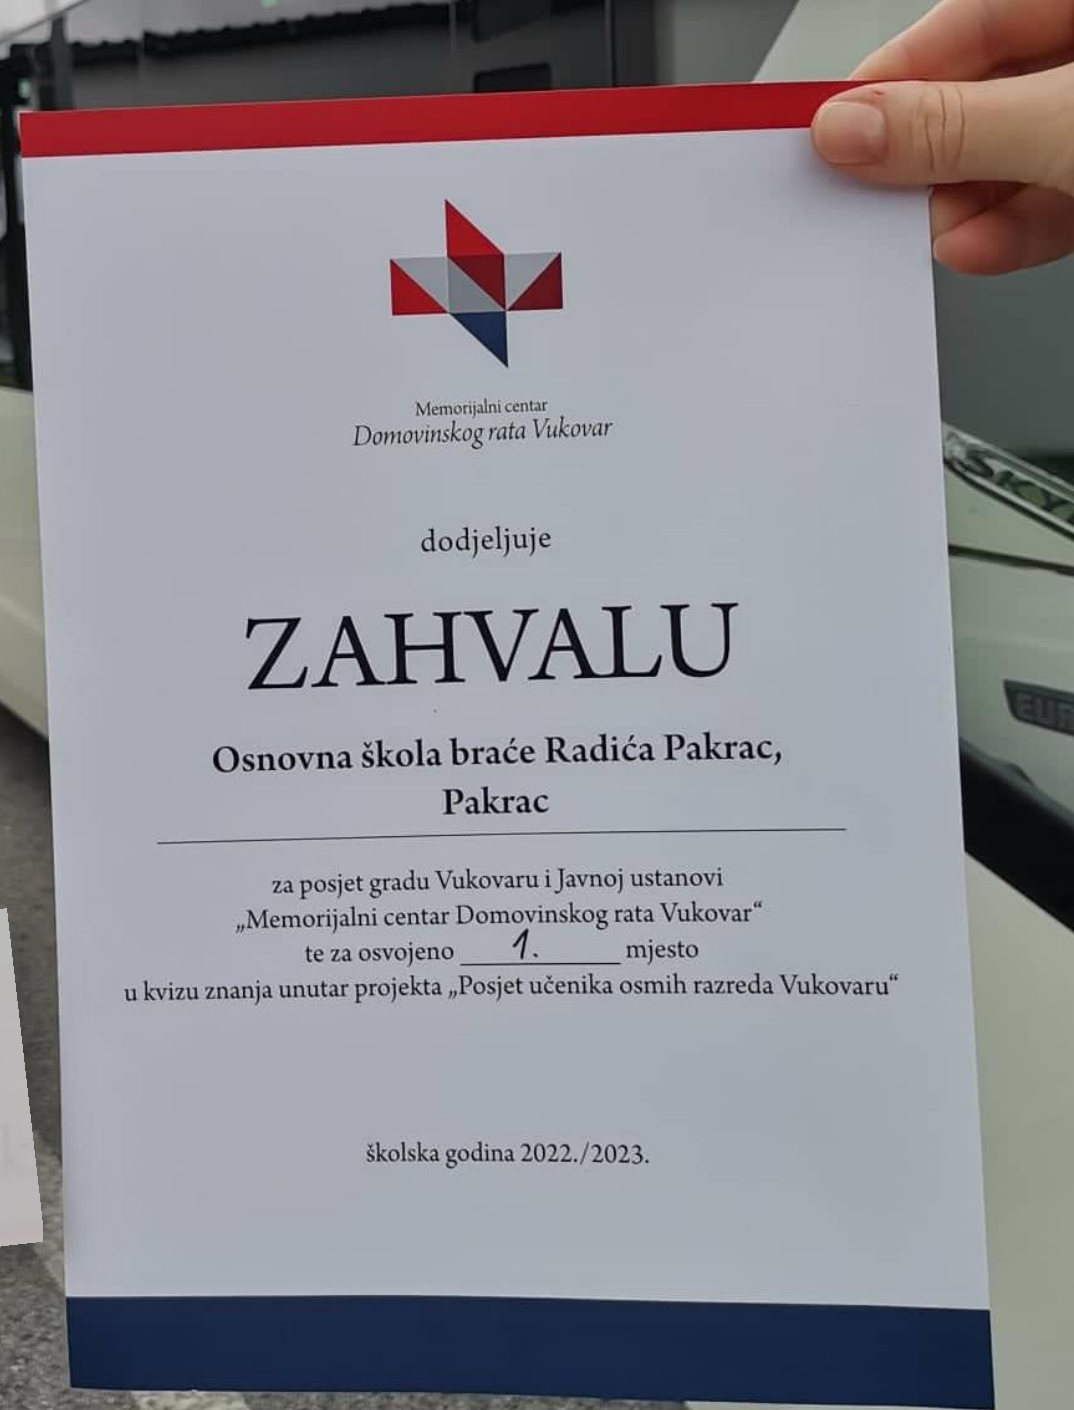 Memorijalni centar
Domovinskog rata Vukovar
dodjeljuje
ZAHVALU
Osnovna škola braće Radića Pakrac,
Pakrac
za posjet gradu Vukovaru i Javnoj ustanovi
„Memorijalni centar Domovinskog rata Vukovar“
te za osvojeno 1. mjesto
u kvizu znanja unutar projekta „Posjet učenika osmih razreda Vukovaru“
školska godina 2022./2023.